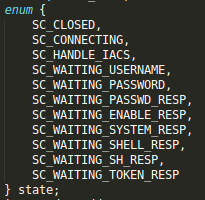 enum {
SC_CLOSED,
SC_CONNECTING,
SC_HANDLE_IACS,
SC_WAITING_USERNAME,
SC_WAITING_PASSWORD,
SC_WAITING_PASSWD_RESP,
SC_WAITING_ENABLE_RESP,
SC_WAITING_SYSTEM_RESP,
SC_WAITING_SHELL_RESP,
SC_WAITING_SH_RESP,
SC_WAITING_TOKEN_RESP
} state;